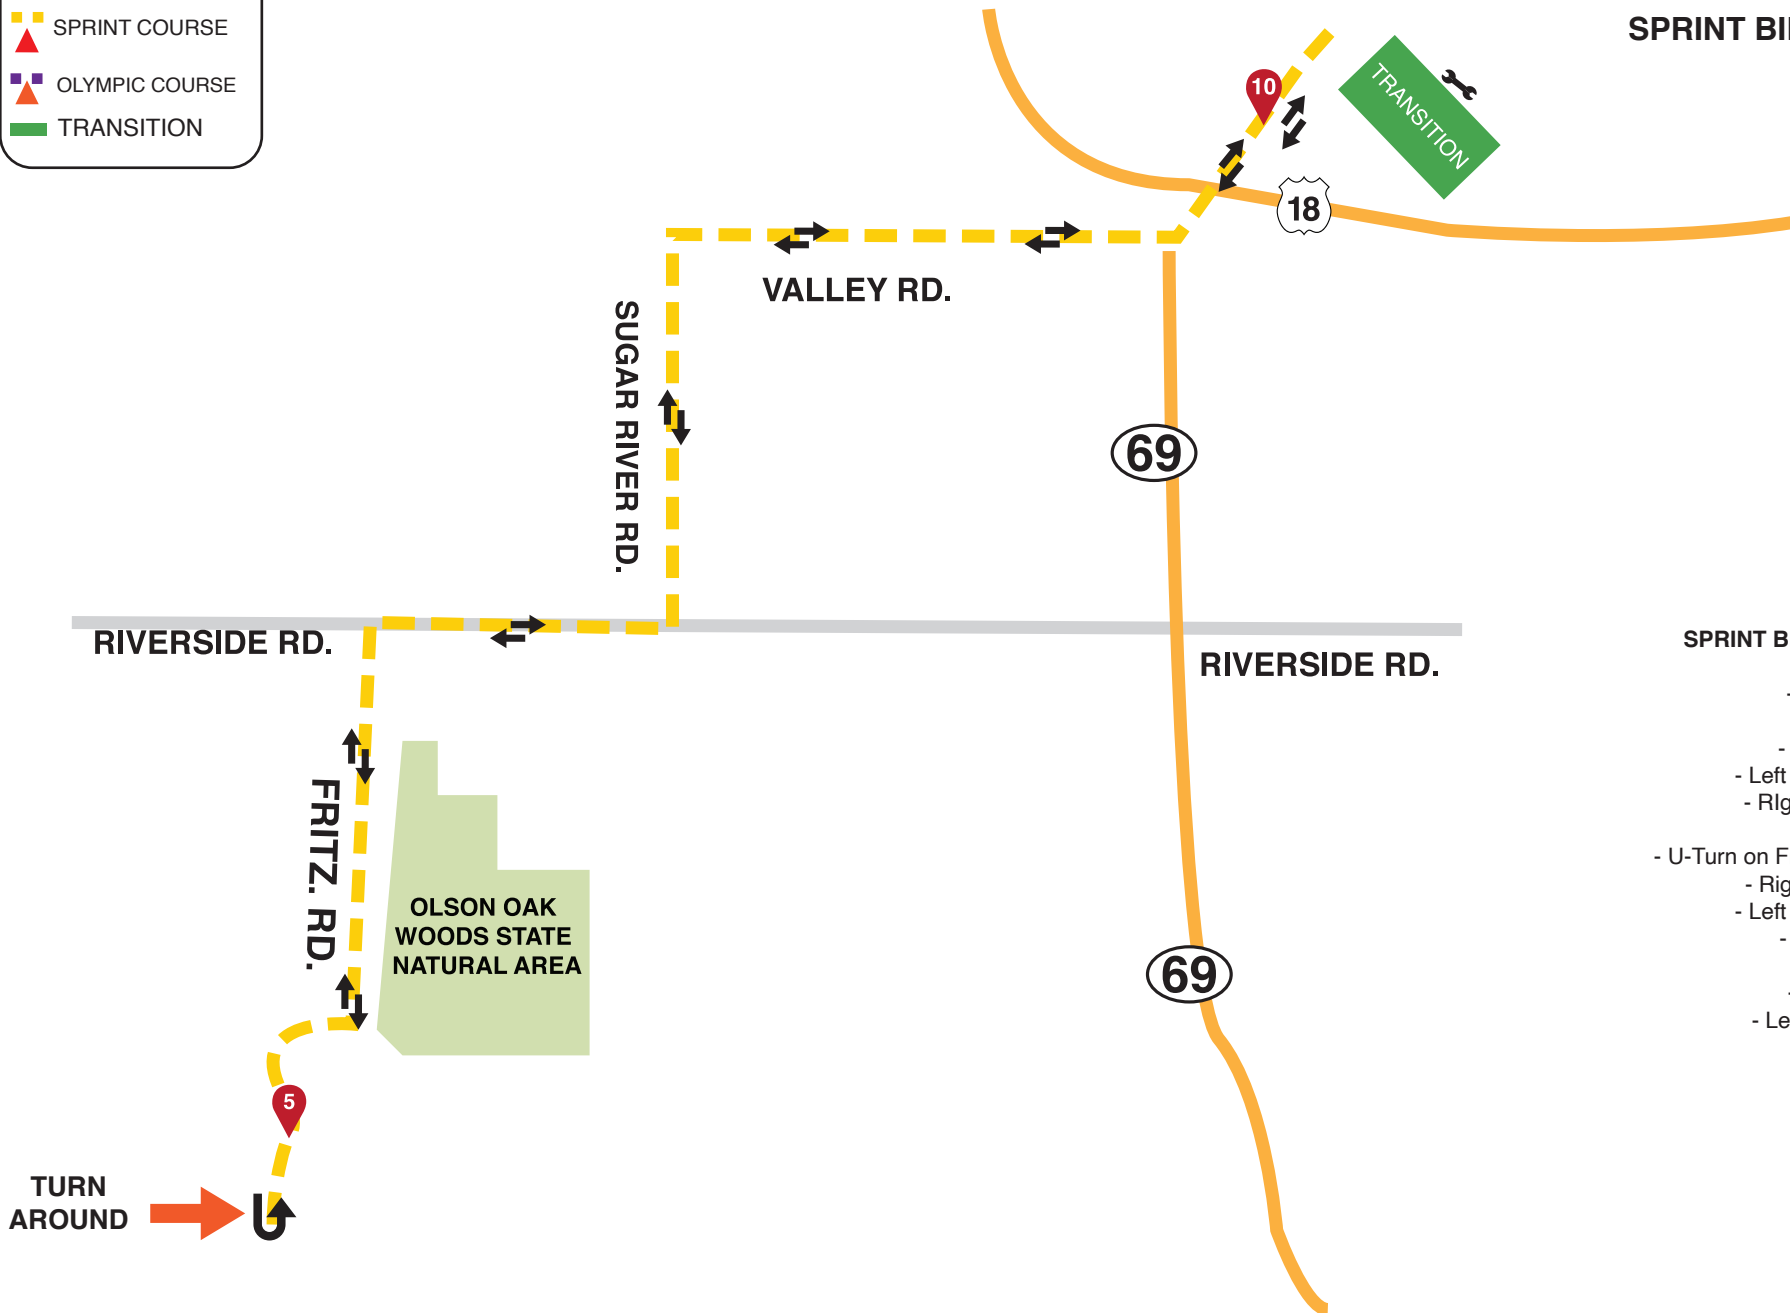 SPRINT COURSE
OLYMPIC COURSE
TRANSITION
SPRINT
10
TRANSITION
18
VALLEY RD.
SUGAR RIVER RD.
69
RIVERSIDE RD.
RIVERSIDE RD.
SPRINT B
-
-
- Left
- RIg
- U-Turn on F
- Rig
- Left
-
-
- Le
FRITZ. RD.
OLSON OAK
WOODS STATE
NATURAL AREA
69
5
TURN
AROUND